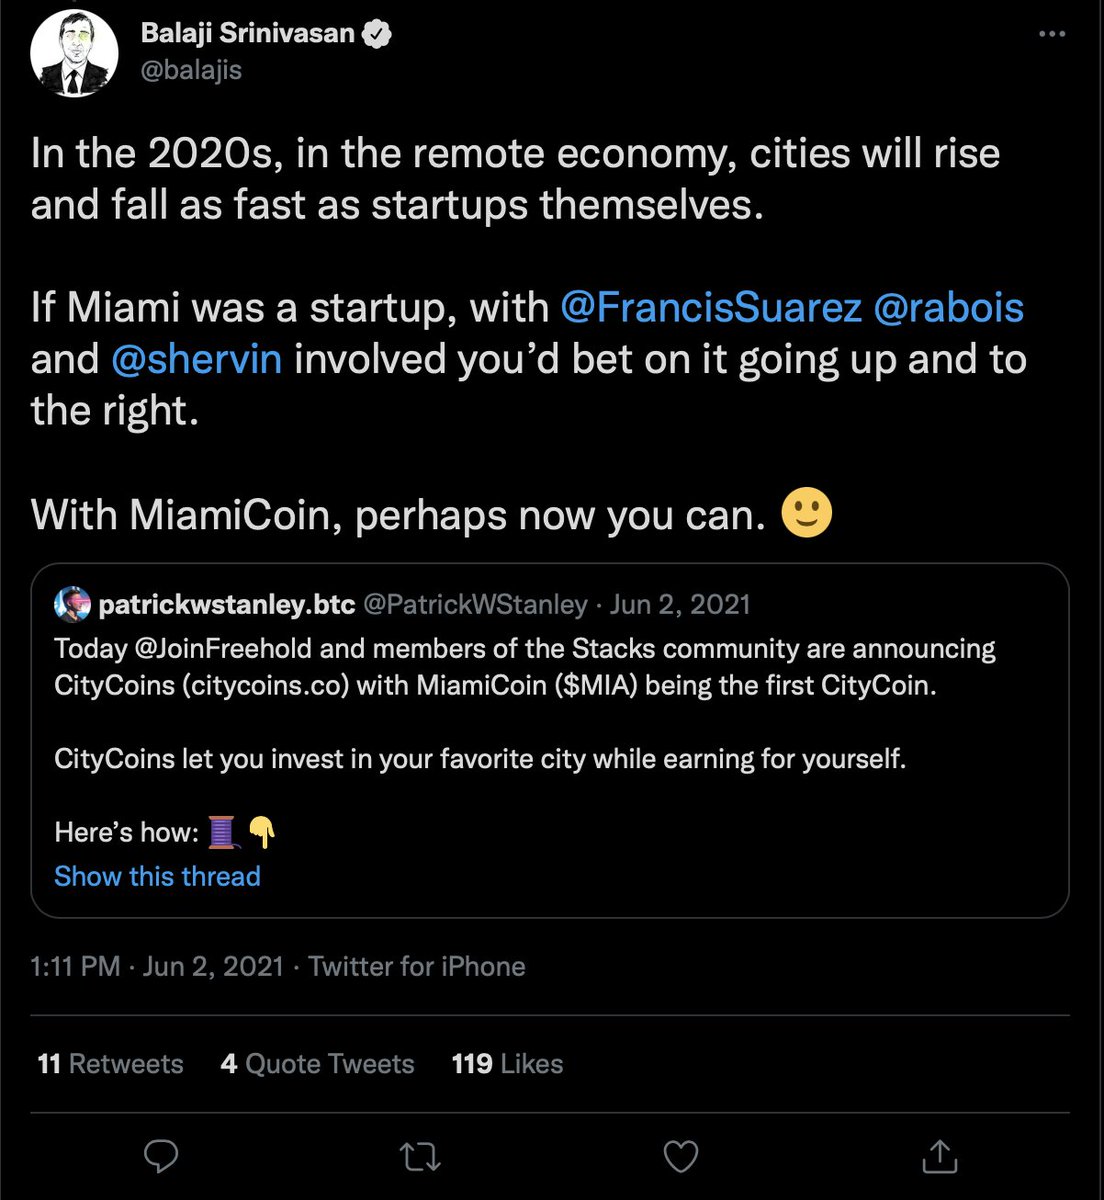 Balaji Srinivasan
@balajis
In the 2020s, in the remote economy, cities will rise
and fall as fast as startups themselves.
If Miami was a startup, with @FrancisSuarez @rabois
and @shervin involved you’d bet on it going up and to
the right.
With MiamiCoin, perhaps now you can. 🙂
patrickwstanley.btc @PatrickWStanley · Jun 2, 2021
Today @JoinFreehold and members of the Stacks community are announcing
CityCoins (citycoins.co) with MiamiCoin ($MIA) being the first CityCoin.
CityCoins let you invest in your favorite city while earning for yourself.
Here’s how: 🧵👇
Show this thread
1:11 PM · Jun 2, 2021 · Twitter for iPhone
11 Retweets 4 Quote Tweets 119 Likes